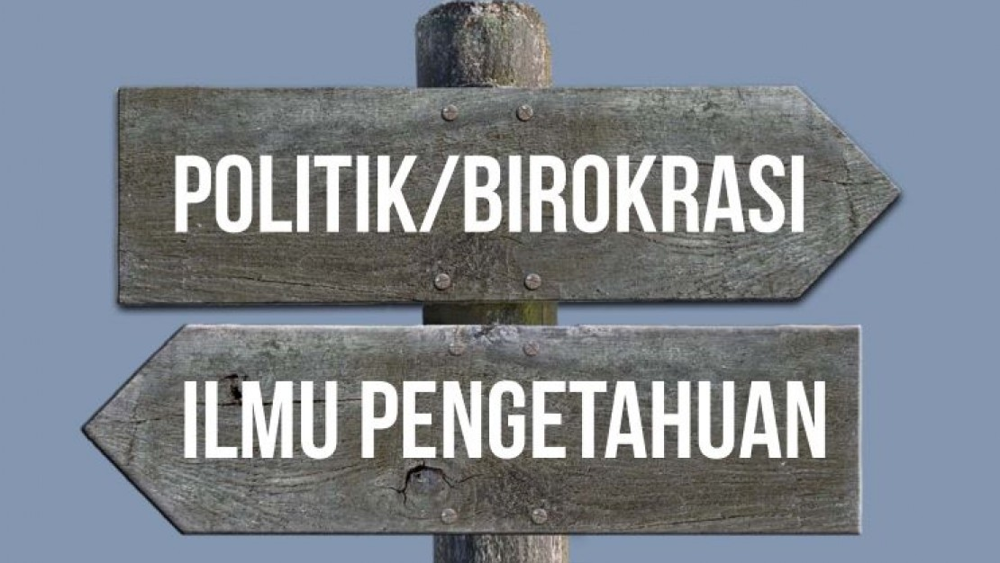 POLITIK/BIROKRASI
ILMU PENGETAHUAN